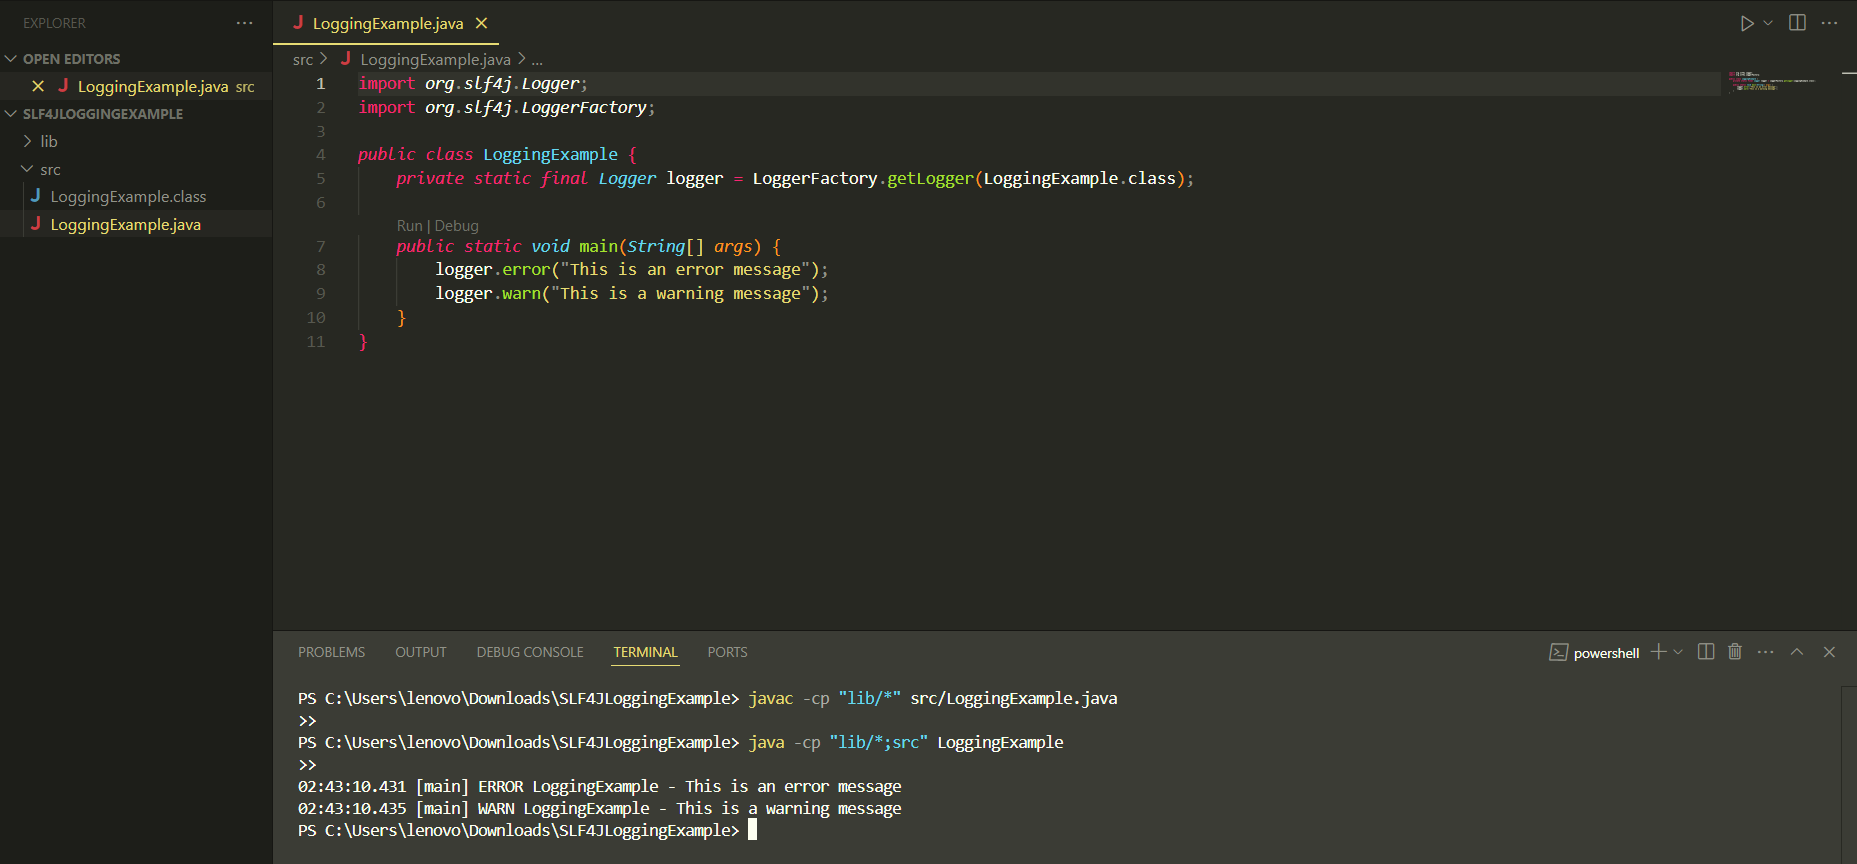 EXPLORER
OPEN EDITORS
LoggingExample.java src
SLF4JLOGGINGEXAMPLE
lib
src
LoggingExample.class
LoggingExample.java
LoggingExample.java
src > LoggingExample.java > ...
1 import org.slf4j.Logger;
2 import org.slf4j.LoggerFactory;
3
4 public class LoggingExample {
5 private static final Logger logger = LoggerFactory.getLogger(LoggingExample.class);
6
Run | Debug
7 public static void main(String[] args) {
8 logger.error("This is an error message");
9 logger.warn("This is a warning message");
10 }
11 }
PROBLEMS OUTPUT DEBUG CONSOLE TERMINAL PORTS
powershell
PS C:\Users\lenovo\Downloads\SLF4JLoggingExample> javac -cp "lib/*" src/LoggingExample.java
>>
PS C:\Users\lenovo\Downloads\SLF4JLoggingExample> java -cp "lib/*;src" LoggingExample
>>
02:43:10.431 [main] ERROR LoggingExample - This is an error message
02:43:10.435 [main] WARN LoggingExample - This is a warning message
PS C:\Users\lenovo\Downloads\SLF4JLoggingExample>